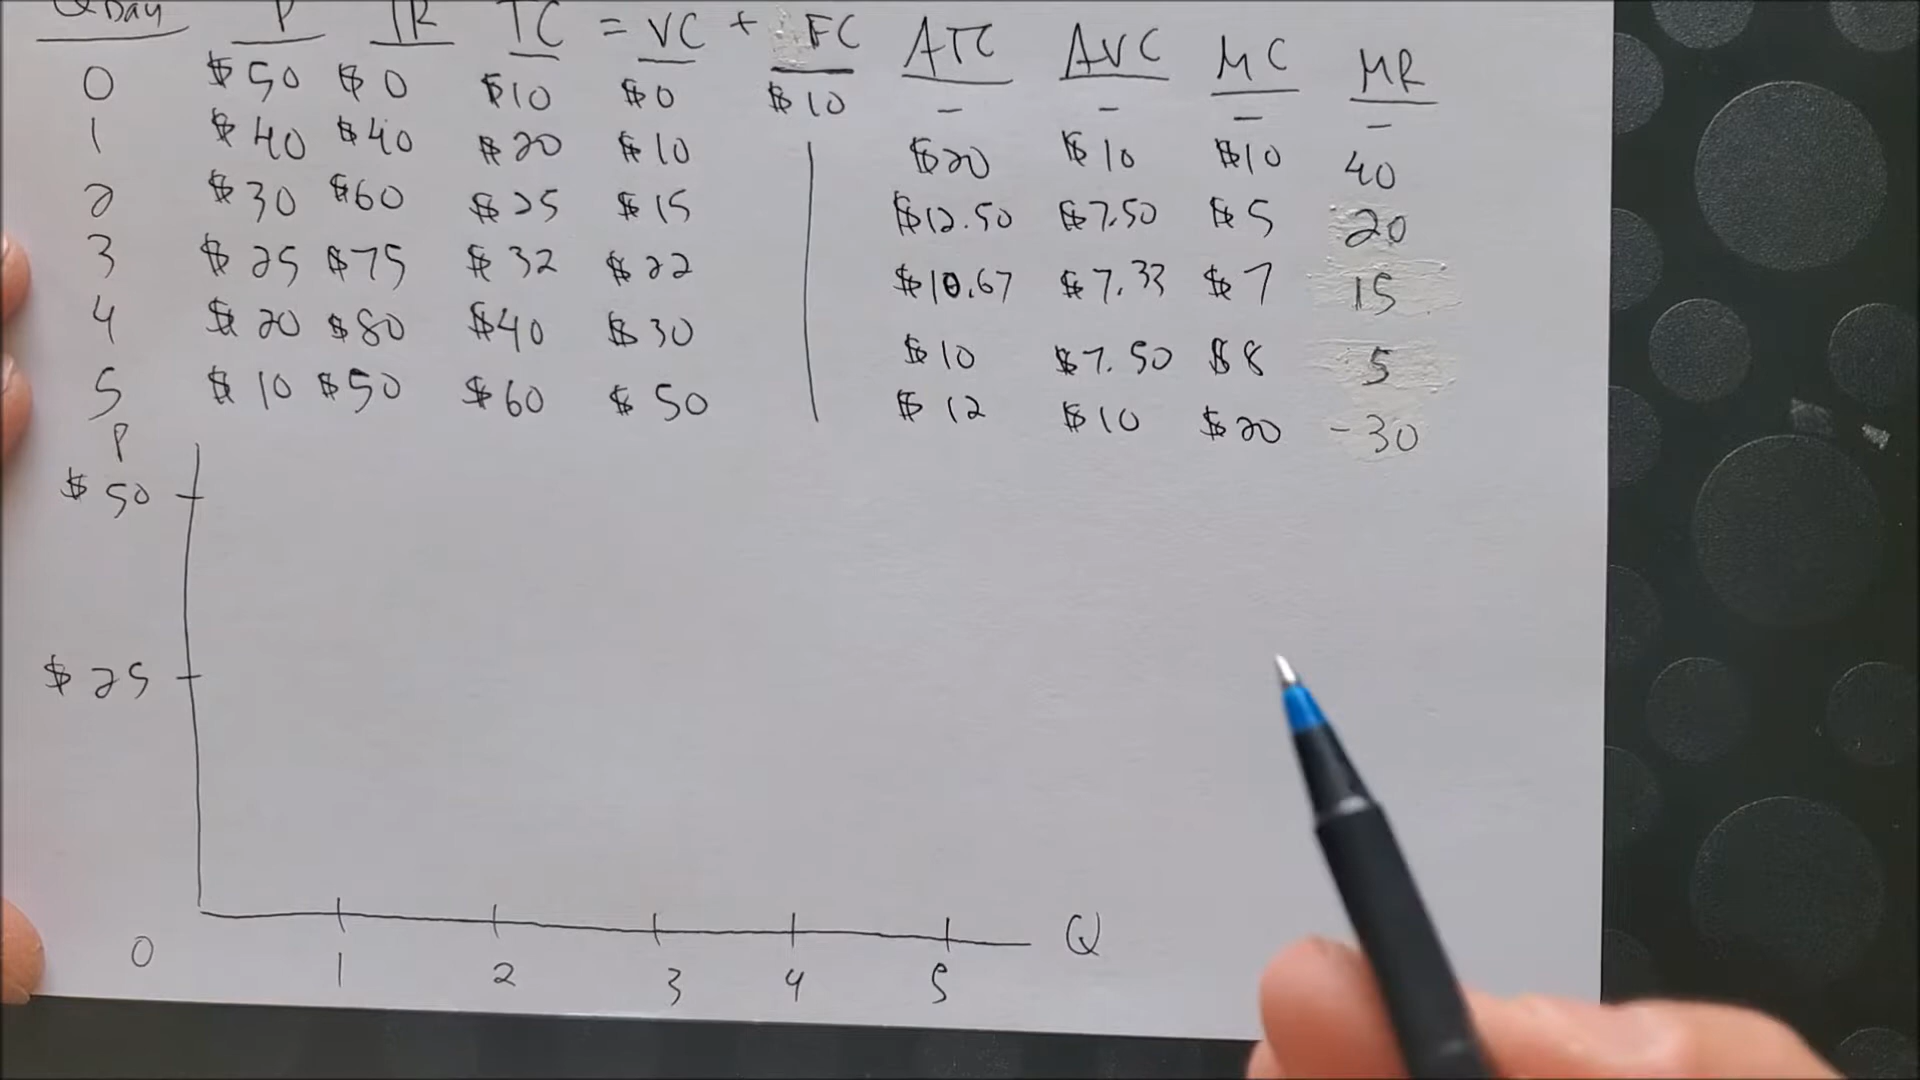 Q Day P TR TC = VC + FC ATC AVC MC MR
0 $50 $0 $10 $0 $10 - - - -
1 $40 $40 $20 $10 $20 $10 $10 40
2 $30 $60 $25 $15 $12.50 $7.50 $5 20
3 $25 $75 $32 $22 $10.67 $7.33 $7 15
4 $20 $80 $40 $30 $10 $7.50 $8 5
5 $10 $50 $60 $50 $12 $10 $20 -30
P
$50
$25
Q
0 1 2 3 4 5